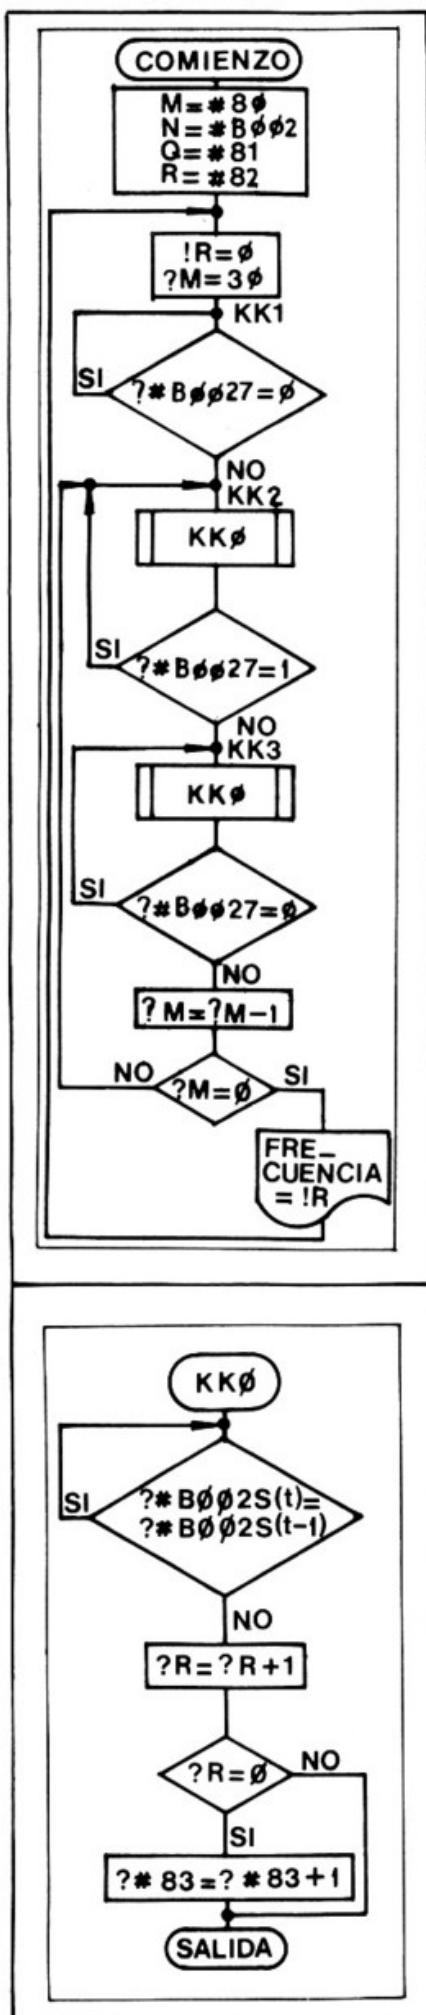 COMIENZO
M=#8Ø
N=#BØØ2
Q=#81
R=#82
!R=Ø
?M=3Ø
KK1
SI
?#BØØ27=Ø
NO
KK2
KKØ
SI
?#BØØ27=1
NO
KK3
KKØ
SI
?#BØØ27=Ø
NO
?M=?M-1
NO
?M=Ø
SI
FRE_
CUENCIA
=!R
KKØ
SI
?#BØØ2S(t)=
?#BØØ2S(t-1)
NO
?R=?R+1
?R=Ø
NO
SI
?#83=?#83+1
SALIDA